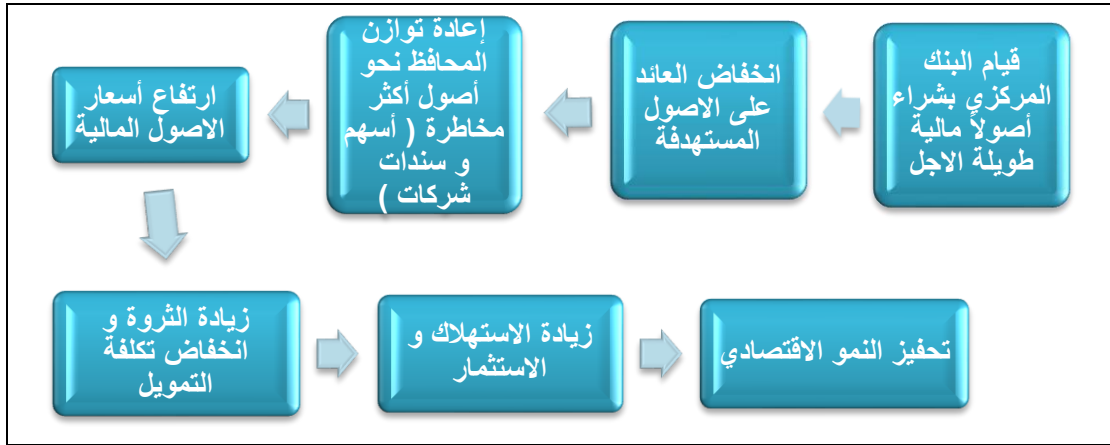 قيام البنك
المركزي بشراء
أصولاً مالية
طويلة الاجل
انخفاض العائد
على الاصول
المستهدفة
إعادة توازن
المحافظ نحو
أصول أكثر
مخاطرة ( أسهم
و سندات
شركات )
ارتفاع أسعار
الاصول المالية
زيادة الثروة و
انخفاض تكلفة
التمويل
زيادة الاستهلاك و
الاستثمار
تحفيز النمو الاقتصادي